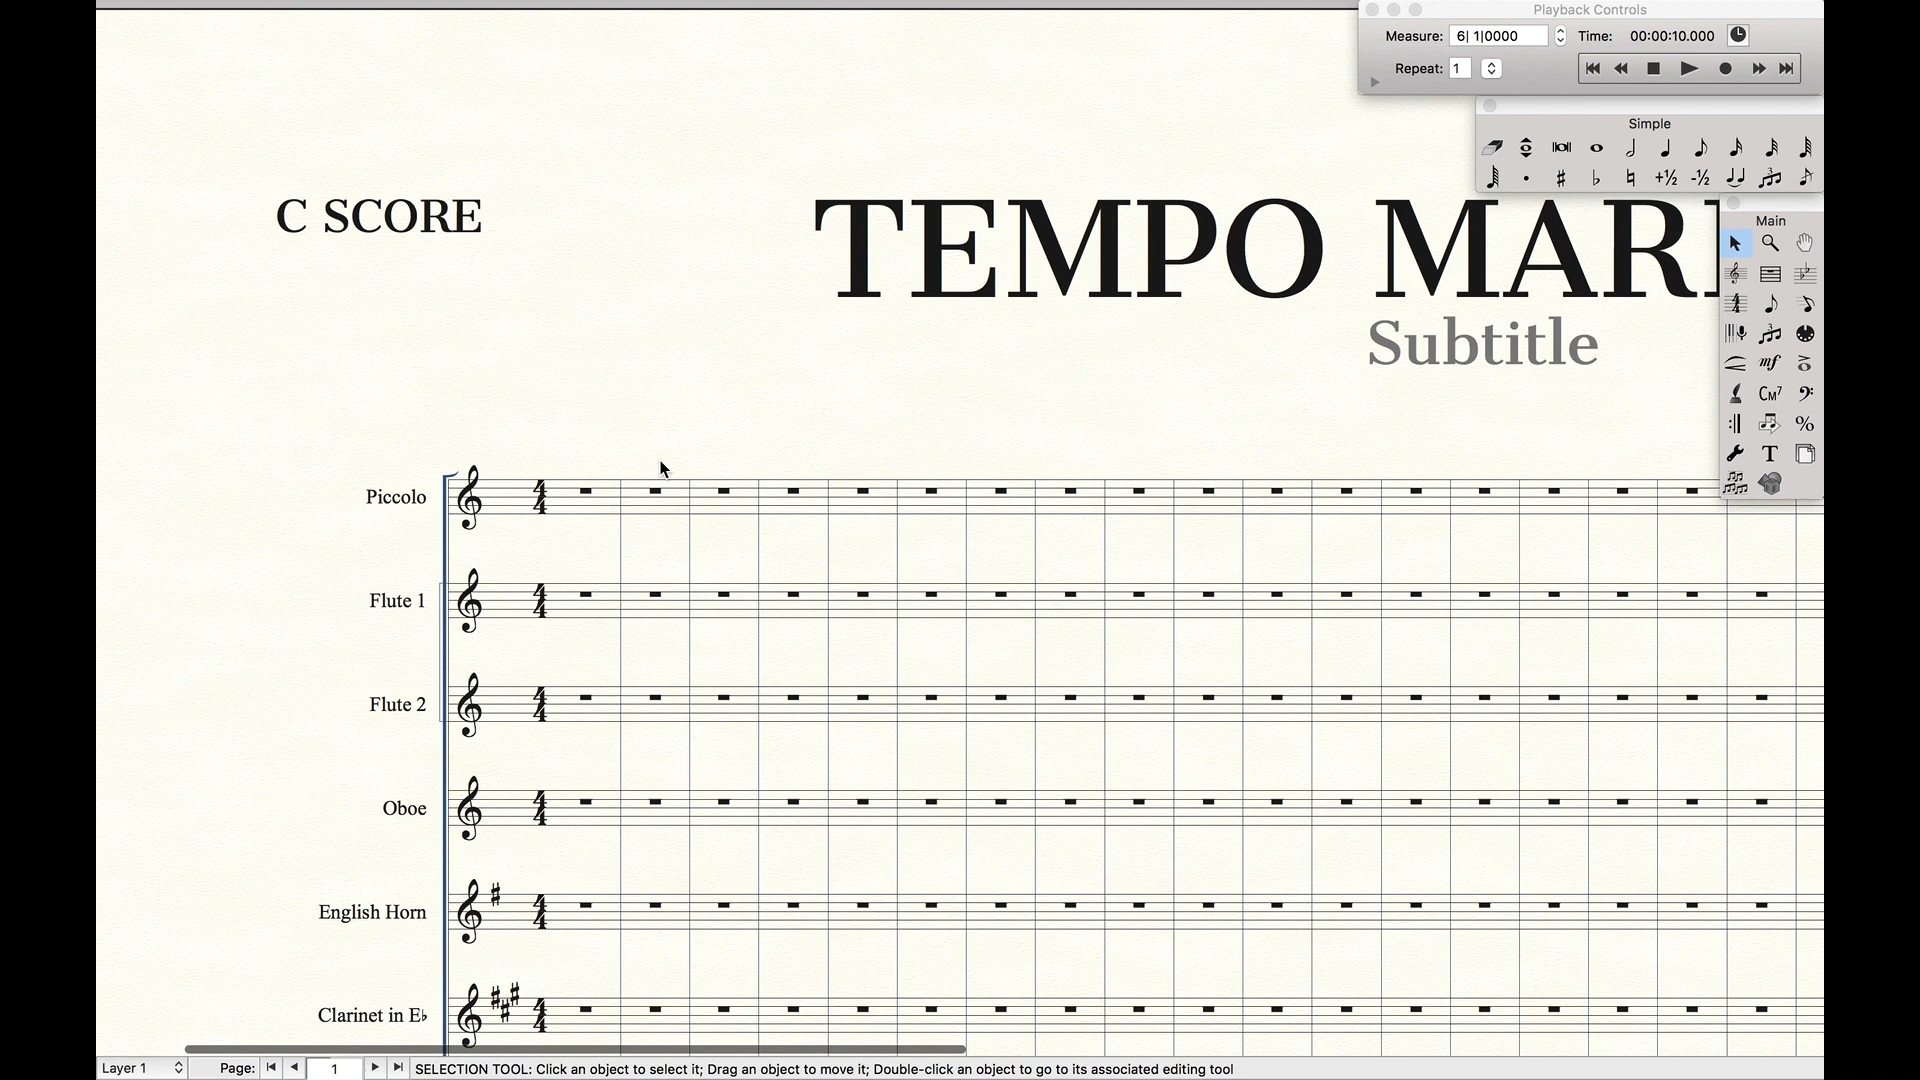 Playback Controls
Measure: 6| 1|0000 Time: 00:00:10.000
Repeat: 1
Simple
+½ -½
Main
C SCORE
TEMPO MAR
Subtitle
mf
CM7
%
T
Piccolo
Flute 1
Flute 2
Oboe
English Horn
Clarinet in E♭
Layer 1 Page: 1 SELECTION TOOL: Click an object to select it; Drag an object to move it; Double-click an object to go to its associated editing tool